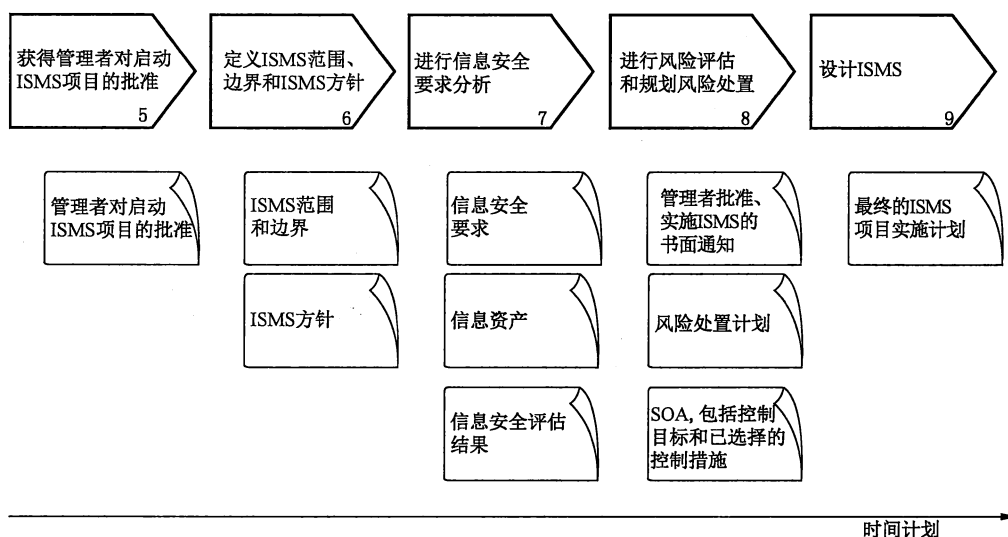 获得管理者对启动
ISMS项目的批准
5
定义ISMS范围、
边界和ISMS方针
6
进行信息安全
要求分析
7
进行风险评估
和规划风险处置
8
设计ISMS
9
管理者对启动
ISMS项目的批准
ISMS范围
和边界
信息安全
要求
管理者批准、
实施ISMS的
书面通知
最终的ISMS
项目实施计划
ISMS方针
信息资产
风险处置计划
信息安全评估
结果
SOA,包括控制
目标和已选择的
控制措施
时间计划